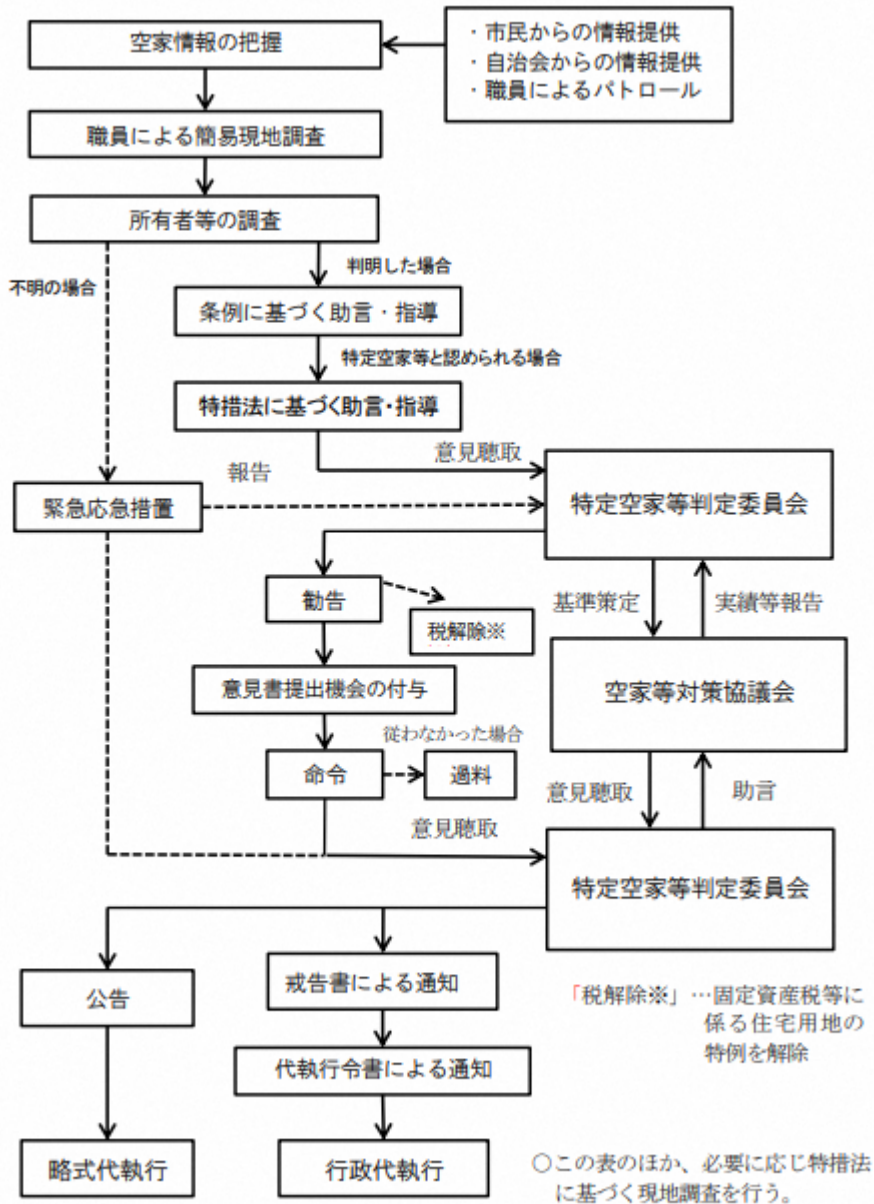 空家情報の把握
・市民からの情報提供
・自治会からの情報提供
・職員によるパトロール
職員による簡易現地調査
所有者等の調査
不明の場合
判明した場合
条例に基づく助言・指導
特定空家等と認められる場合
特措法に基づく助言・指導
意見聴取
報告
緊急応急措置
特定空家等判定委員会
勧告
税解除※
基準策定
実績等報告
意見書提出機会の付与
空家等対策協議会
従わなかった場合
命令
過料
意見聴取
助言
意見聴取
特定空家等判定委員会
公告
戒告書による通知
「税解除※」…固定資産税等に
係る住宅用地の
特例を解除
代執行令書による通知
略式代執行
行政代執行
○この表のほか、必要に応じ特措法
に基づく現地調査を行う。